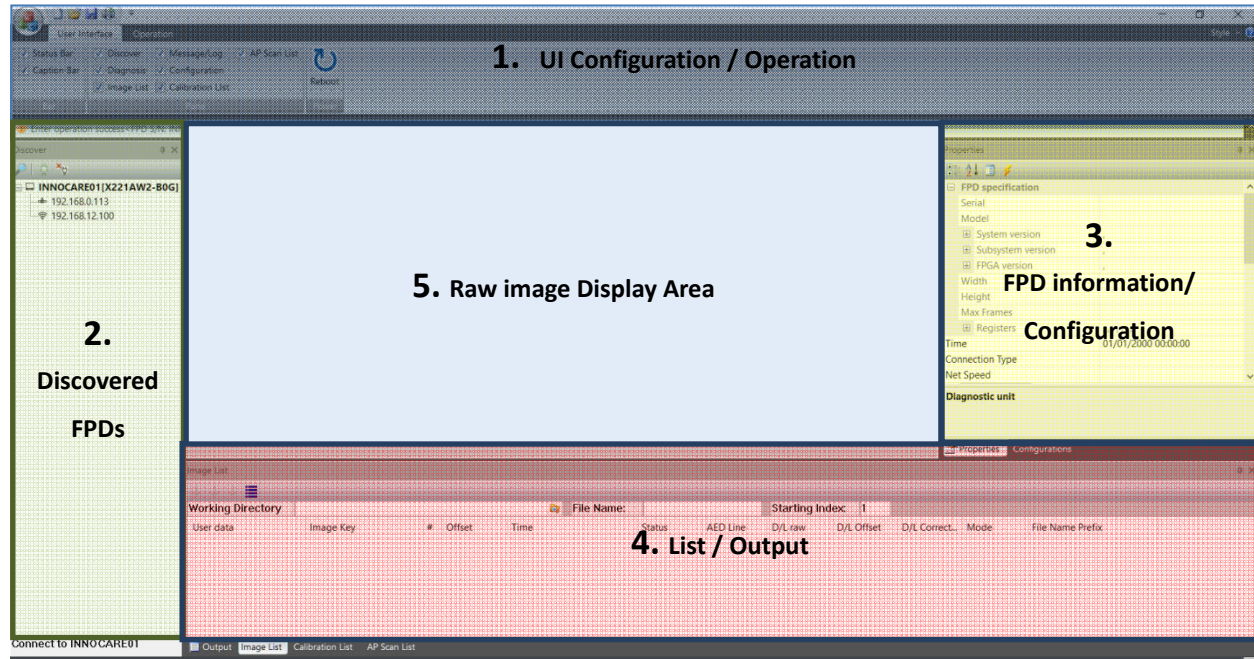 User Interface Operation
Style
Status Bar Discover Message/Log AP Scan List
Caption Bar Diagnosis Configuration
Image List Calibration List
Reboot
1. UI Configuration / Operation
Enter operation success - FPD S/N:
Discover
INNOCARE01[X221AW2-B0G]
192.168.0.113
192.168.12.100
2.
Discovered
FPDs
Connect to INNOCARE01
5. Raw image Display Area
Properties
FPD specification
Serial
Model
System version
Subsystem version
FPGA version
Width
Height
Max Frames
Registers
Time 01/01/2000 00:00:00
Connection Type
Net Speed
Diagnostic unit
3.
FPD information/
Configuration
Properties Configurations
Image List
Working Directory File Name: Starting Index: 1
User data Image Key # Offset Time Status AED Line D/L raw D/L Offset D/L Correct... Mode File Name Prefix
4. List / Output
Output Image List Calibration List AP Scan List